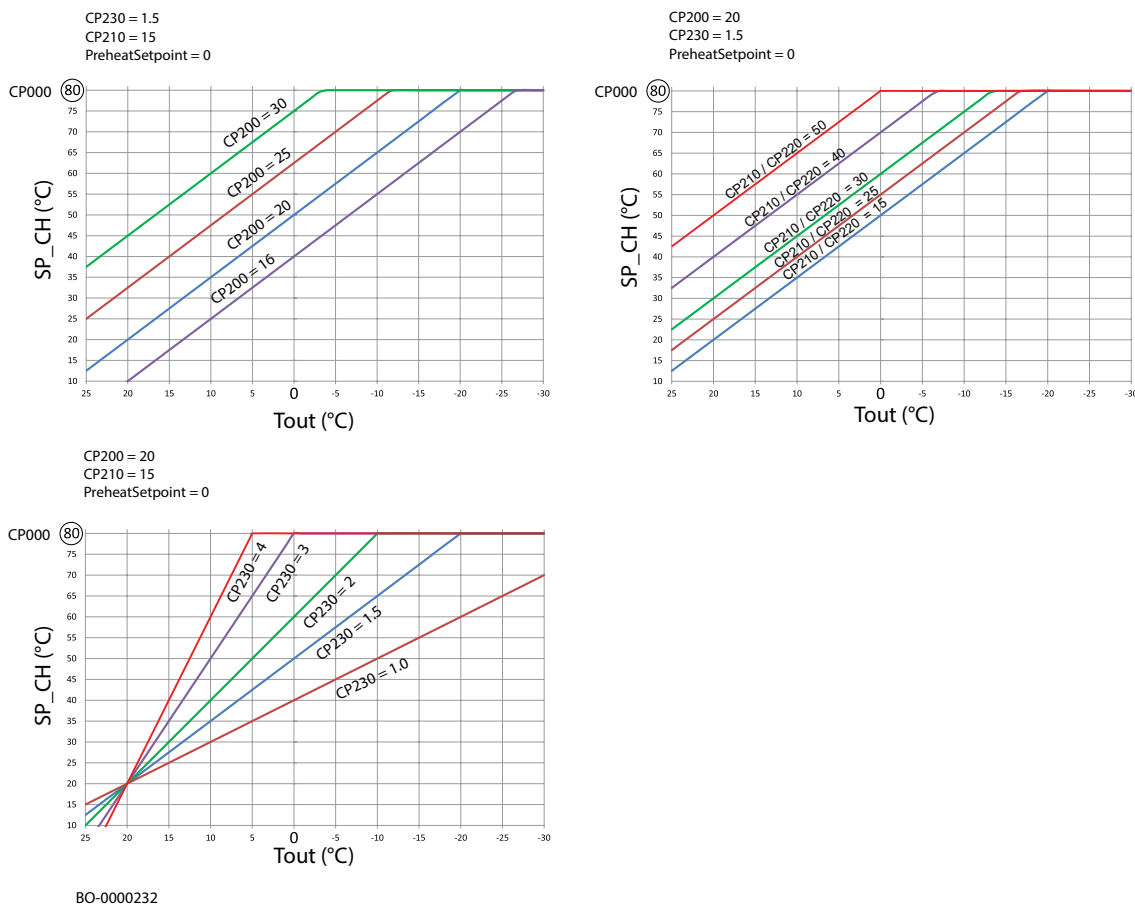 CP230 = 1.5
CP210 = 15
PreheatSetpoint = 0
CP000 80
75
70
65
60
55
50
45
40
35
30
25
20
15
10
SP_CH (°C)
CP200 = 30
CP200 = 25
CP200 = 20
CP200 = 16
25 20 15 10 5 0 -5 -10 -15 -20 -25 -30
Tout (°C)
CP200 = 20
CP230 = 1.5
PreheatSetpoint = 0
CP000 80
75
70
65
60
55
50
45
40
35
30
25
20
15
10
SP_CH (°C)
CP210 / CP220 = 50
CP210 / CP220 = 40
CP210 / CP220 = 30
CP210 / CP220 = 25
CP210 / CP220 = 15
25 20 15 10 5 0 -5 -10 -15 -20 -25 -30
Tout (°C)
CP200 = 20
CP210 = 15
PreheatSetpoint = 0
CP000 80
75
70
65
60
55
50
45
40
35
30
25
20
15
10
SP_CH (°C)
CP230 = 4
CP230 = 3
CP230 = 2
CP230 = 1.5
CP230 = 1.0
25 20 15 10 5 0 -5 -10 -15 -20 -25 -30
Tout (°C)
BO-0000232